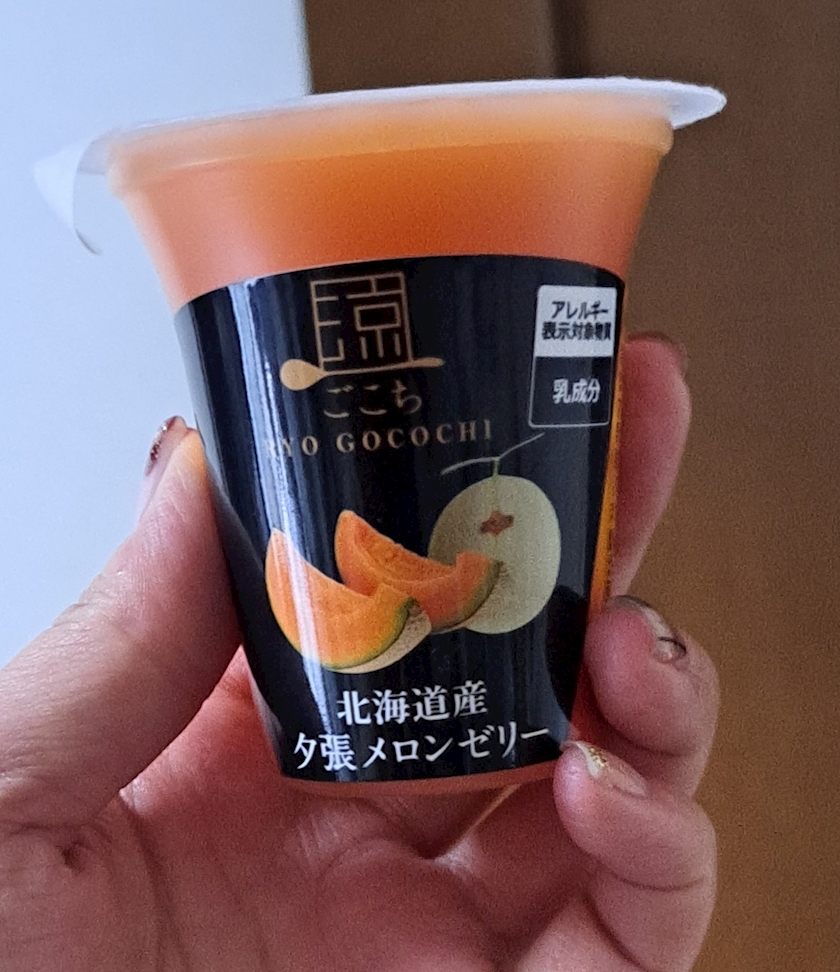 涼
ごこち
RYO GOCOCHI
アレルギー
表示対象物質
乳成分
北海道産
夕張メロンゼリー